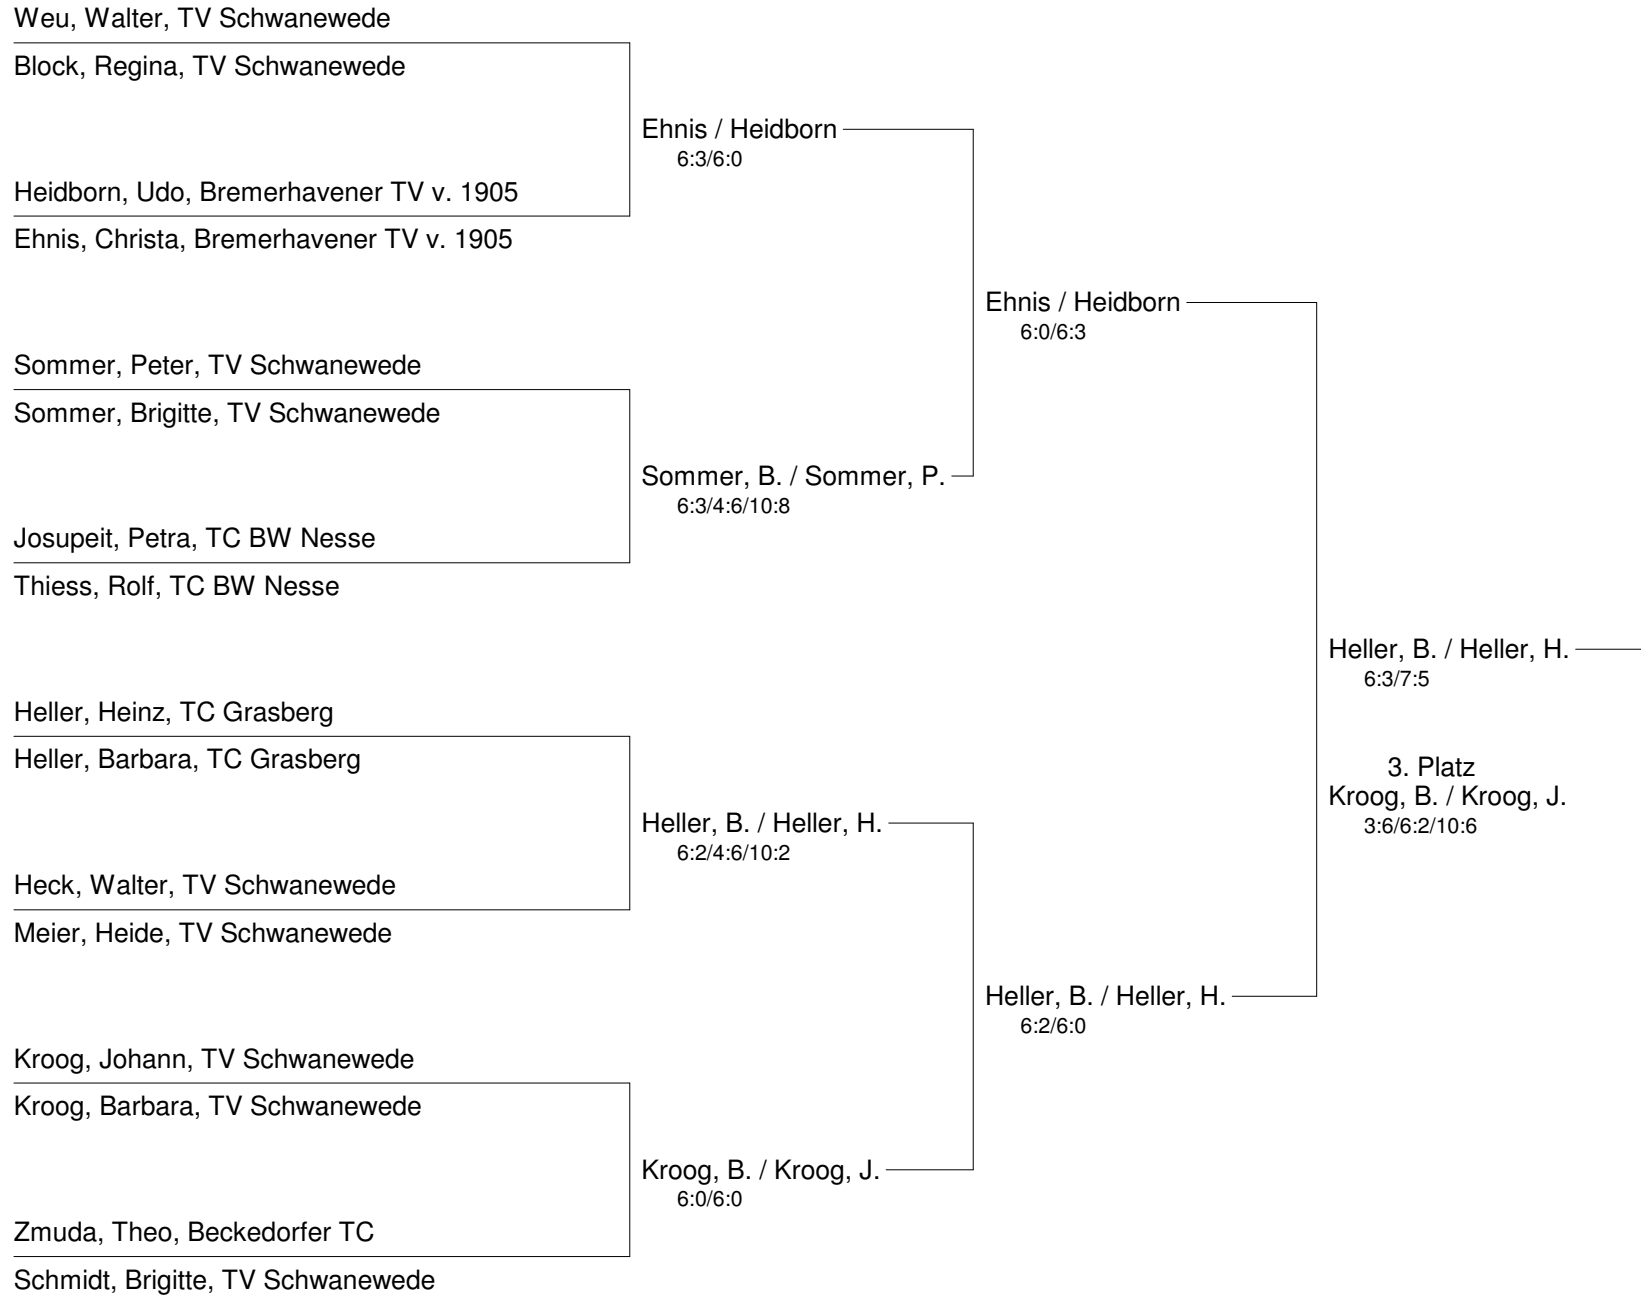 Weu, Walter, TV Schwanewede
Block, Regina, TV Schwanewede
Ehnis / Heidborn
6:3/6:0
Heidborn, Udo, Bremerhavener TV v. 1905
Ehnis, Christa, Bremerhavener TV v. 1905
Ehnis / Heidborn
6:0/6:3
Sommer, Peter, TV Schwanewede
Sommer, Brigitte, TV Schwanewede
Sommer, B. / Sommer, P.
6:3/4:6/10:8
Josupeit, Petra, TC BW Nesse
Thiess, Rolf, TC BW Nesse
Heller, B. / Heller, H.
6:3/7:5
Heller, Heinz, TC Grasberg
Heller, Barbara, TC Grasberg
3. Platz
Kroog, B. / Kroog, J.
3:6/6:2/10:6
Heller, B. / Heller, H.
6:2/4:6/10:2
Heck, Walter, TV Schwanewede
Meier, Heide, TV Schwanewede
Heller, B. / Heller, H.
6:2/6:0
Kroog, Johann, TV Schwanewede
Kroog, Barbara, TV Schwanewede
Kroog, B. / Kroog, J.
6:0/6:0
Zmuda, Theo, Beckedorfer TC
Schmidt, Brigitte, TV Schwanewede